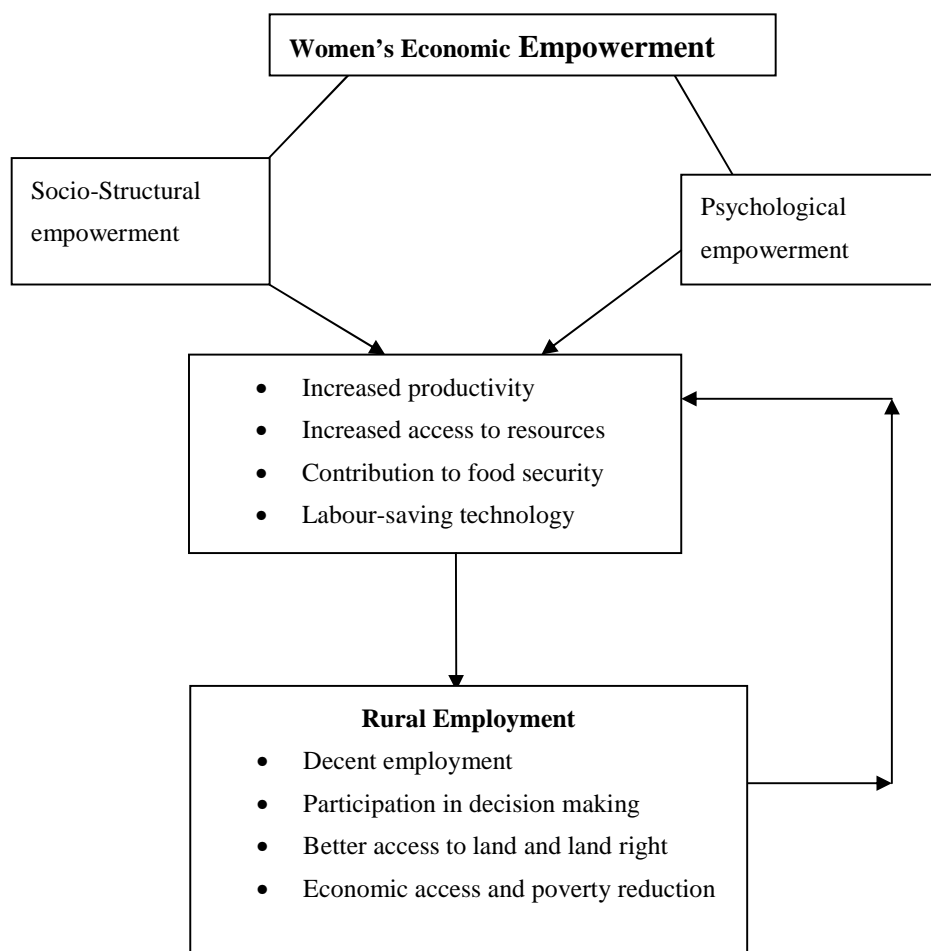 Women’s Economic Empowerment
Socio-Structural
empowerment
Psychological
empowerment
• Increased productivity
• Increased access to resources
• Contribution to food security
• Labour-saving technology
Rural Employment
• Decent employment
• Participation in decision making
• Better access to land and land right
• Economic access and poverty reduction